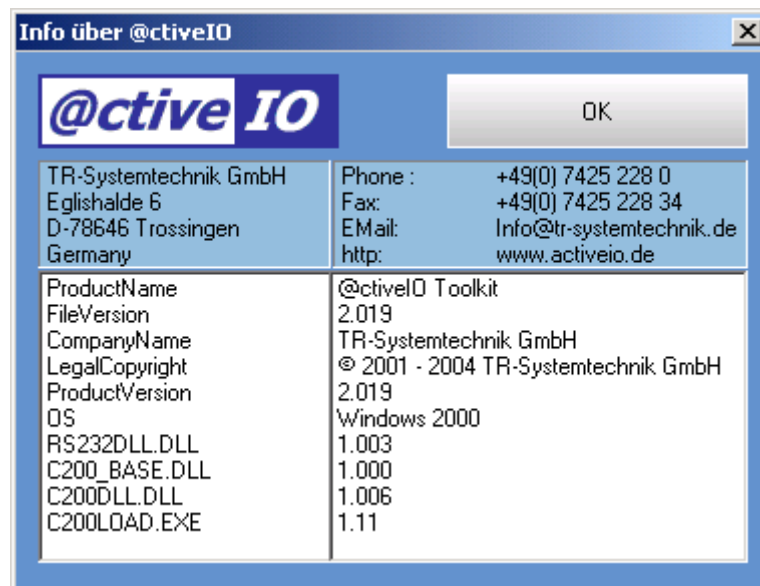 Info über @ctiveIO
@ctive IO
OK
TR-Systemtechnik GmbH
Eglishalde 6
D-78646 Trossingen
Germany
Phone : +49(0) 7425 228 0
Fax: +49(0) 7425 228 34
EMail: Info@tr-systemtechnik.de
http: www.activeio.de
ProductName @ctiveIO Toolkit
FileVersion 2.019
CompanyName TR-Systemtechnik GmbH
LegalCopyright © 2001 - 2004 TR-Systemtechnik GmbH
ProductVersion 2.019
OS Windows 2000
RS232DLL.DLL 1.003
C200_BASE.DLL 1.000
C200DLL.DLL 1.006
C200LOAD.EXE 1.11